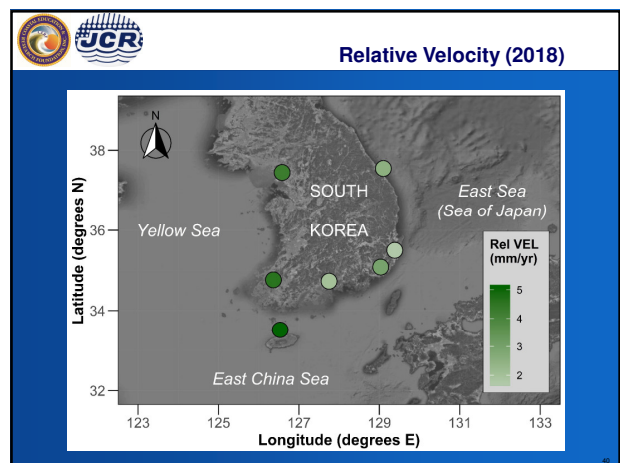 JCR
Relative Velocity (2018)
N
38
36
34
32
Latitude (degrees N)
SOUTH
KOREA
Yellow Sea
East Sea
(Sea of Japan)
East China Sea
Rel VEL
(mm/yr)
5
4
3
2
123
125
127
129
131
133
Longitude (degrees E)
40